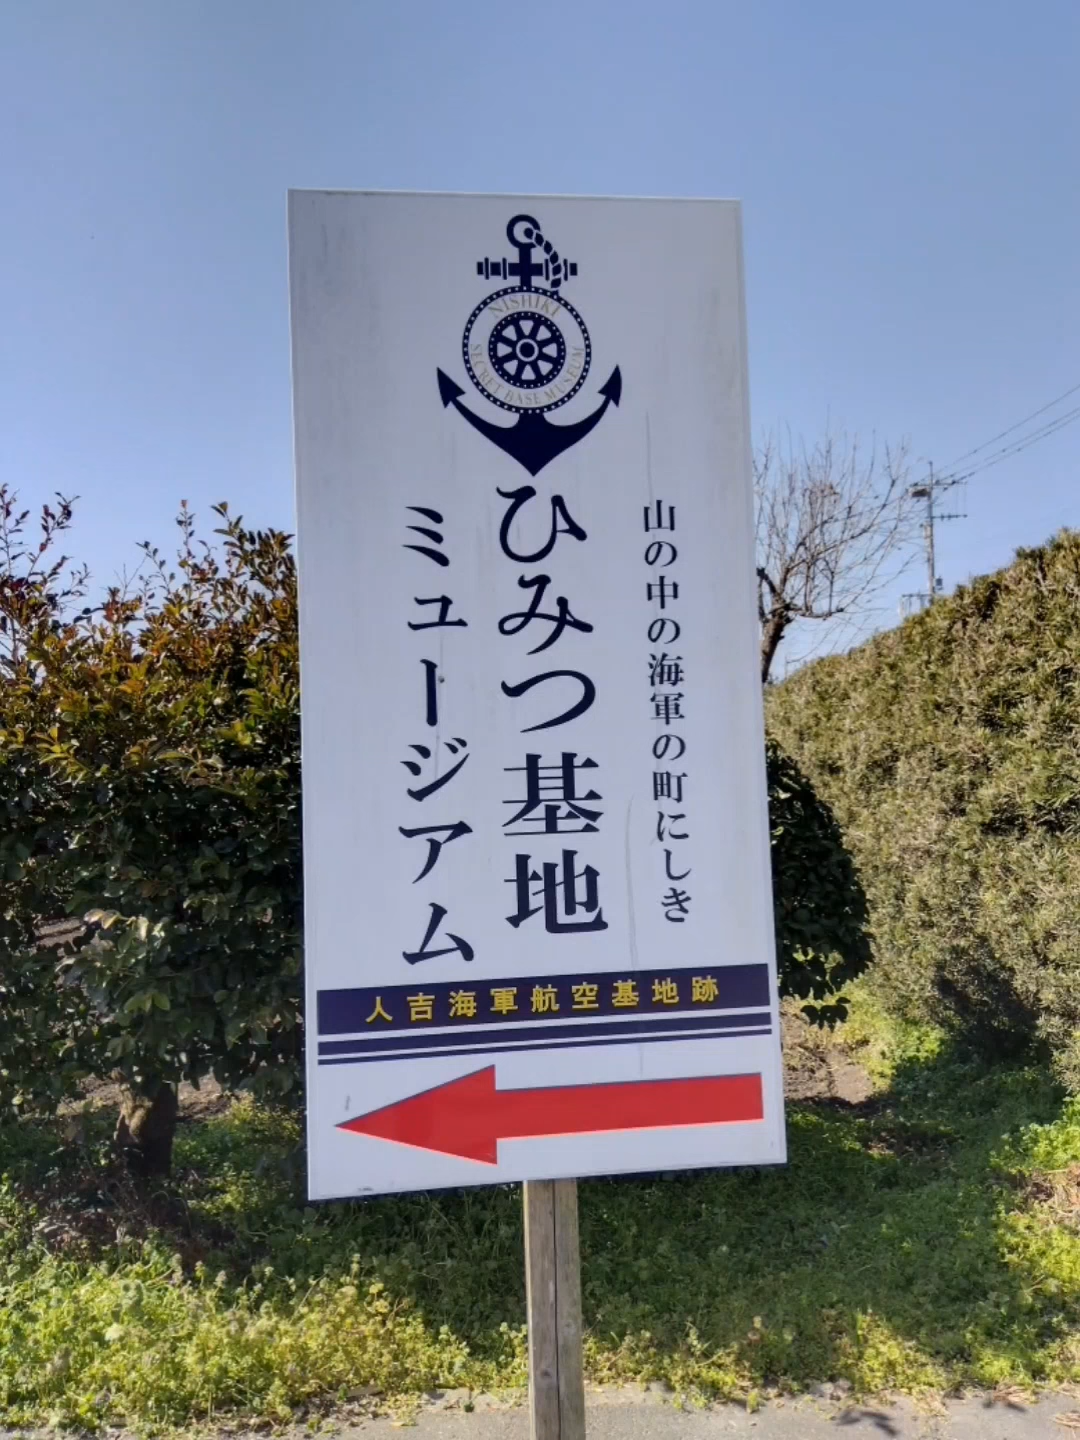 NISHIKI
SECRET BASE MUSEUM
山の中の海軍の町にしき
ひみつ基地
ミュージアム
人吉海軍航空基地跡